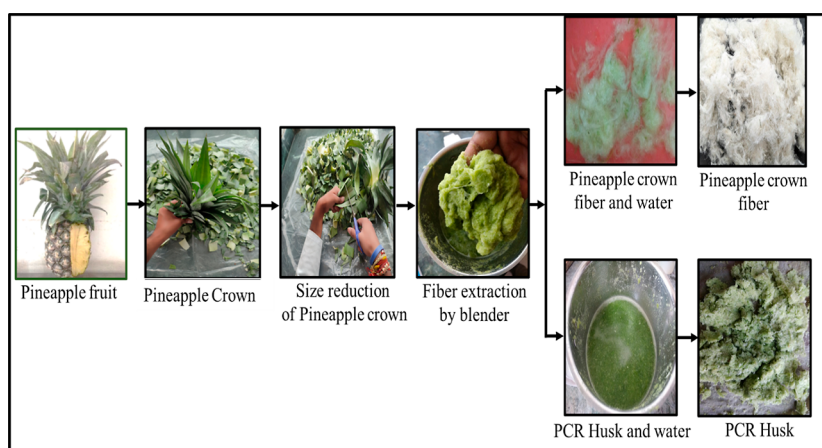 Pineapple fruit
Pineapple Crown
Size reduction
of Pineapple crown
Fiber extraction
by blender
Pineapple crown
fiber and water
Pineapple crown
fiber
PCR Husk and water
PCR Husk